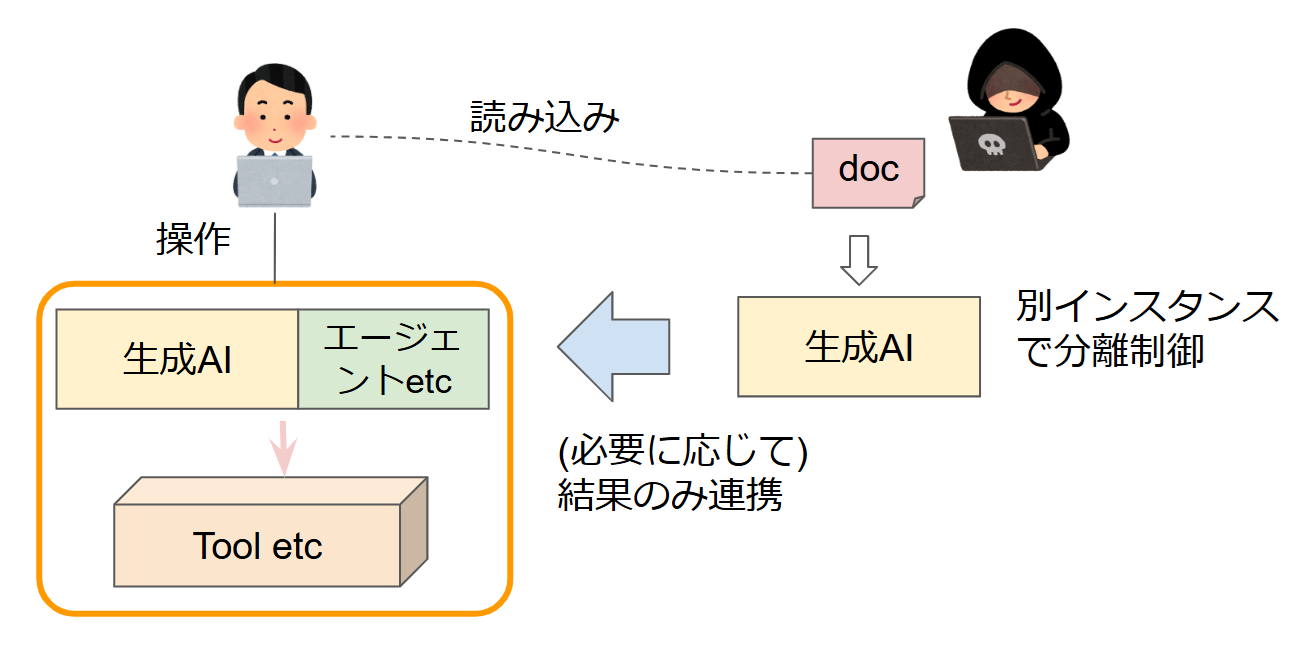 読み込み
doc
操作
生成AI
エージェ
ントetc
Tool etc
生成AI
別インスタンス
で分離制御
(必要に応じて)
結果のみ連携